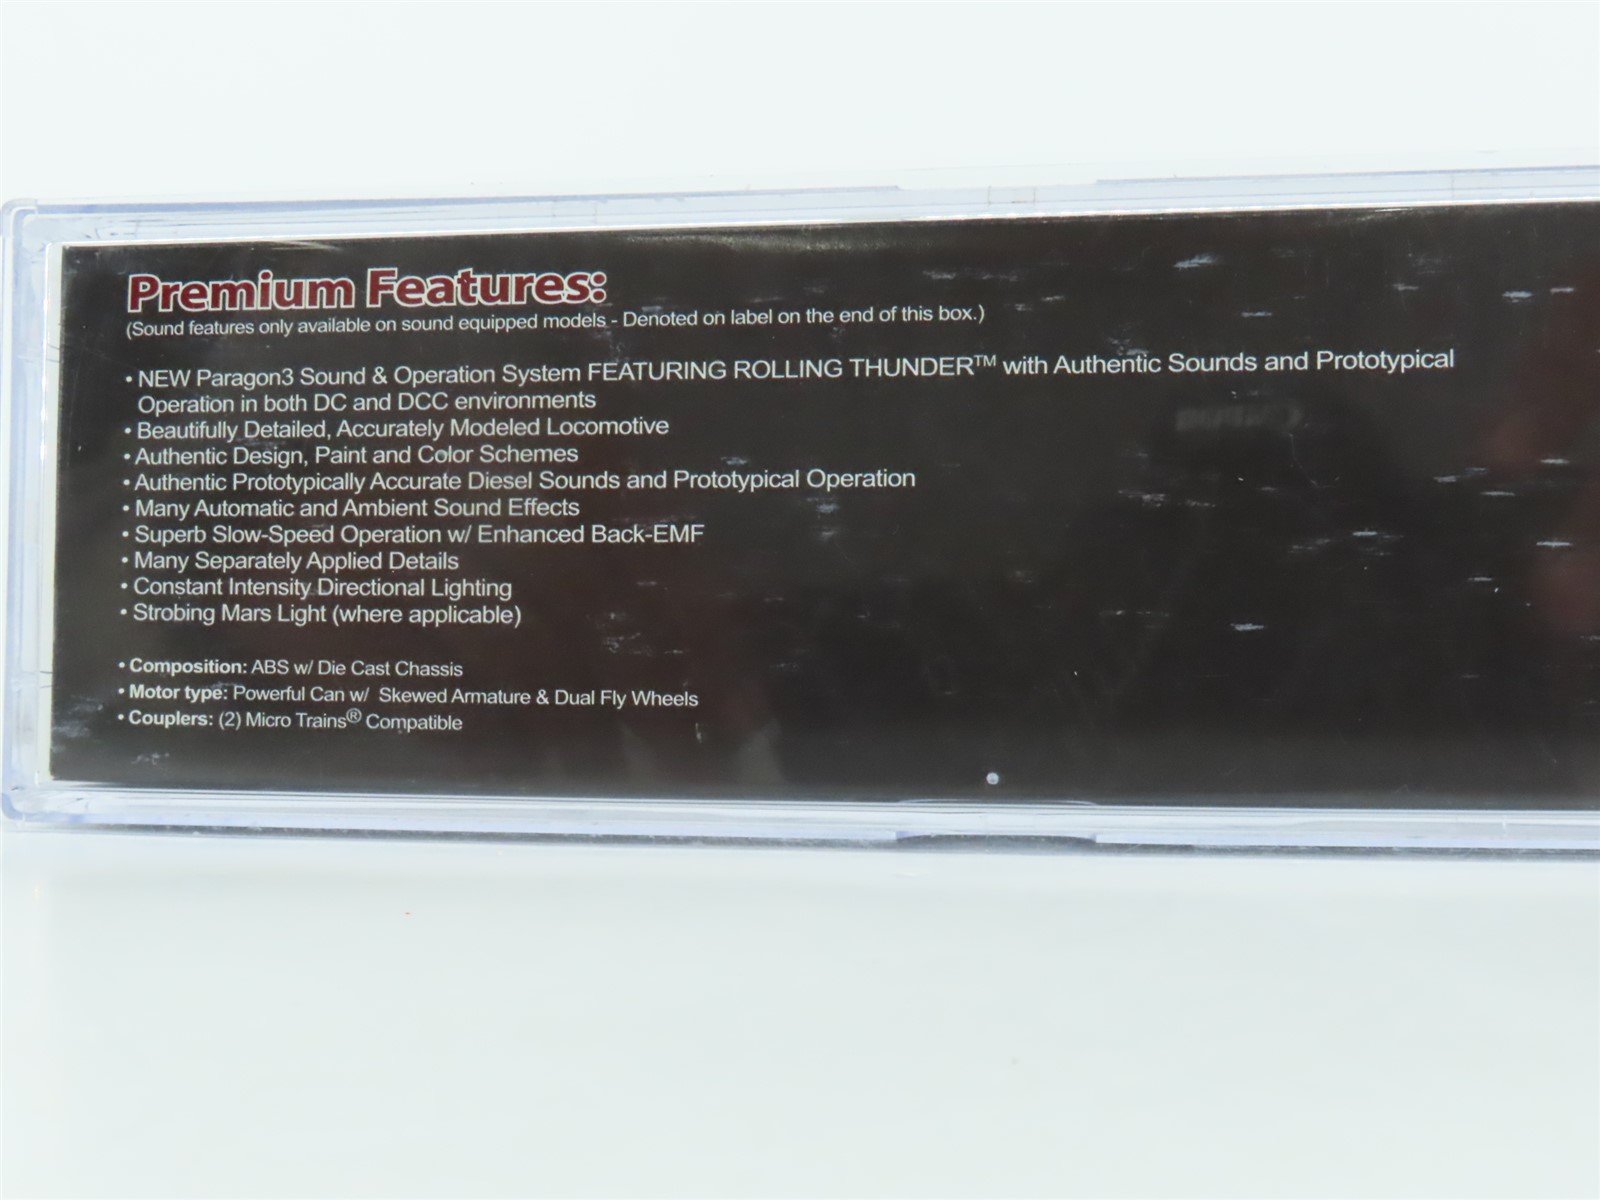 Premium Features:
(Sound features only available on sound equipped models - Denoted on label on the end of this box.)
• NEW Paragon3 Sound & Operation System FEATURING ROLLING THUNDER™ with Authentic Sounds and Prototypical
Operation in both DC and DCC environments
• Beautifully Detailed, Accurately Modeled Locomotive
• Authentic Design, Paint and Color Schemes
• Authentic Prototypically Accurate Diesel Sounds and Prototypical Operation
• Many Automatic and Ambient Sound Effects
• Superb Slow-Speed Operation w/ Enhanced Back-EMF
• Many Separately Applied Details
• Constant Intensity Directional Lighting
• Strobing Mars Light (where applicable)
• Composition: ABS w/ Die Cast Chassis
• Motor type: Powerful Can w/ Skewed Armature & Dual Fly Wheels
• Couplers: (2) Micro Trains® Compatible